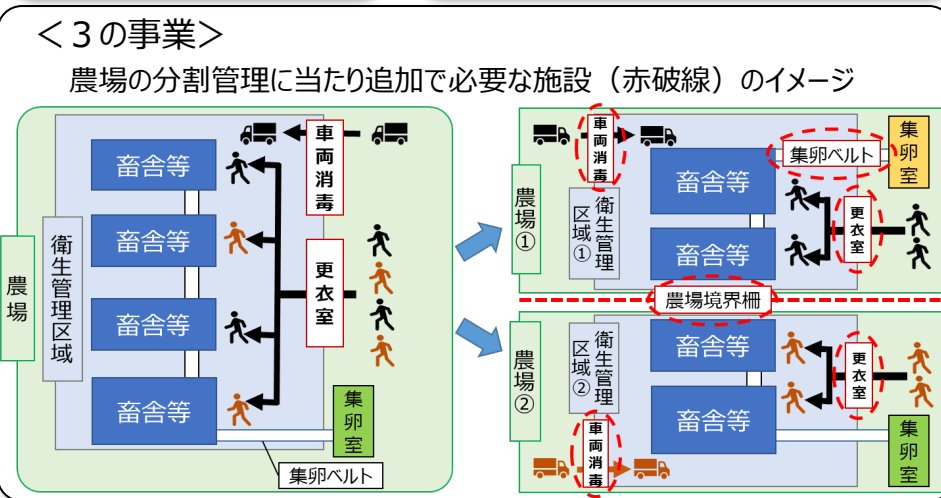 ＜３の事業＞
農場の分割管理に当たり追加で必要な施設（赤破線）のイメージ
農場
衛生管理区域
畜舎等
畜舎等
畜舎等
畜舎等
車両消毒
更衣室
集卵室
集卵ベルト
農場①
衛生管理
区域①
車両消毒
畜舎等
畜舎等
集卵ベルト
集卵室
更衣室
農場境界柵
農場②
衛生管理
区域②
車両消毒
畜舎等
畜舎等
更衣室
集卵室